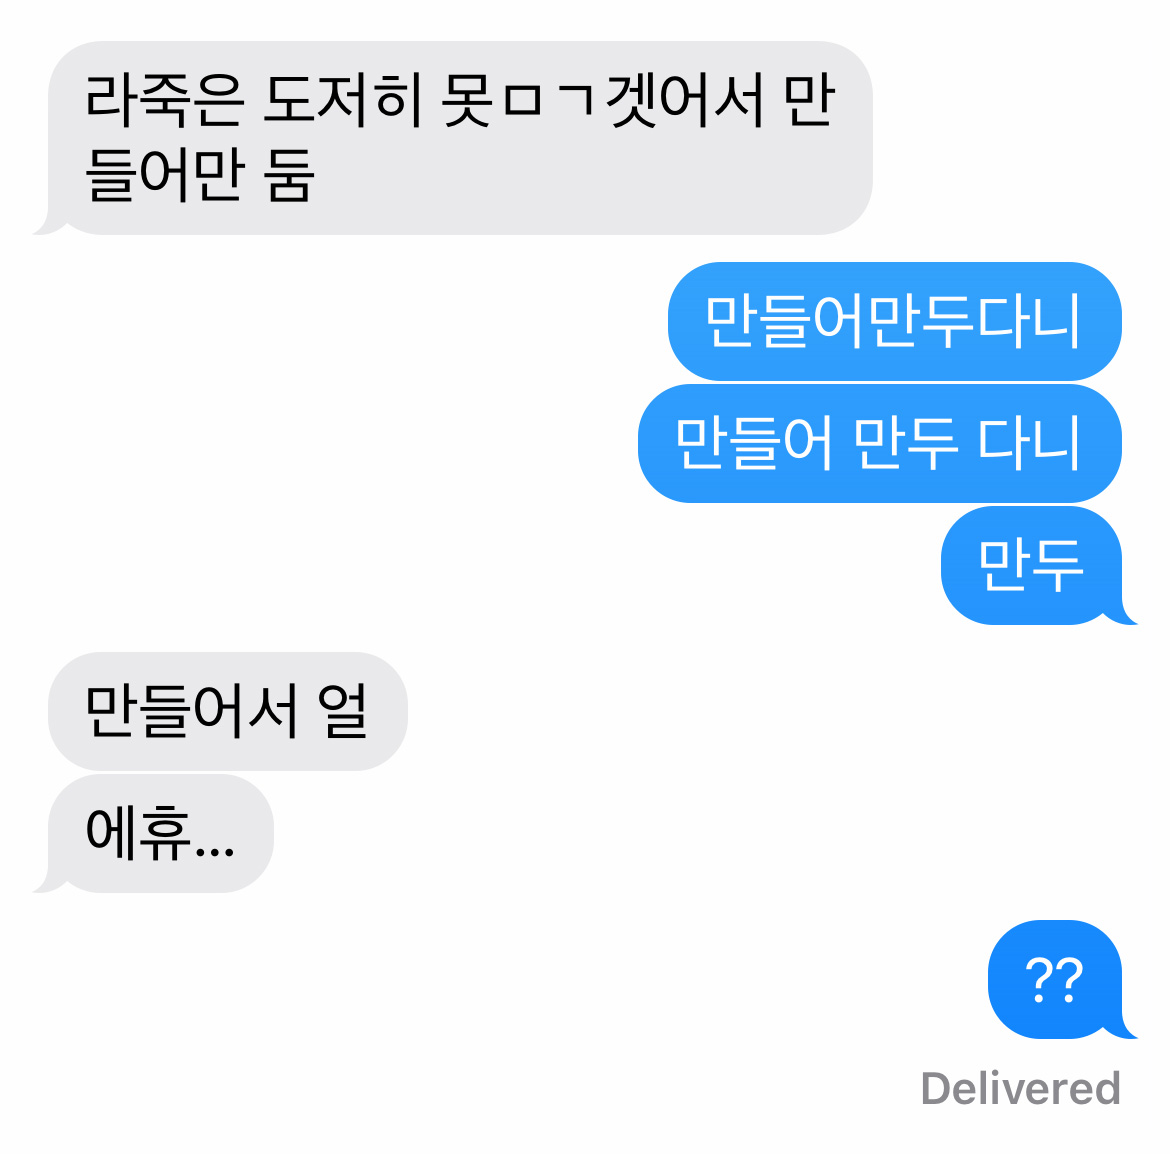 라죽은 도저히 못ㅁㄱ겟어서 만
들어만 둠
만들어만두다니
만들어 만두 다니
만두
만들어서 얼
에휴...
??
Delivered